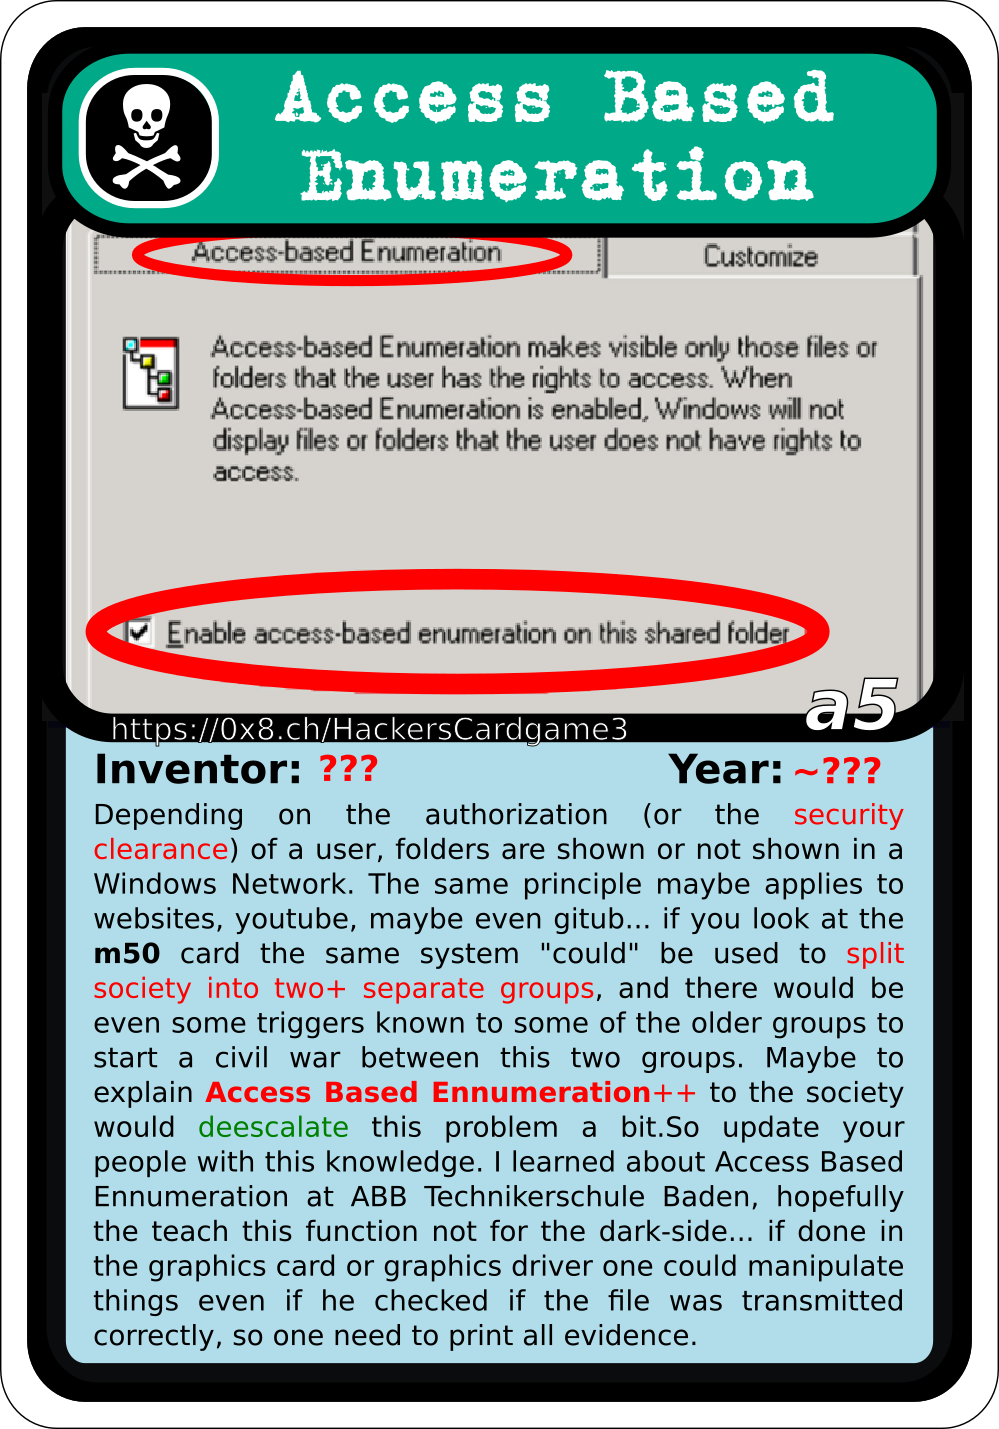 Access Based
Enumeration
Access-based Enumeration
Customize
Access-based Enumeration makes visible only those files or
folders that the user has the rights to access. When
Access-based Enumeration is enabled, Windows will not
display files or folders that the user does not have rights to
access.
Enable access-based enumeration on this shared folder
a5
https://0x8.ch/HackersCardgame3
Inventor: ???
Year: ~???
Depending on the authorization (or the security
clearance) of a user, folders are shown or not shown in a
Windows Network. The same principle maybe applies to
websites, youtube, maybe even gitub... if you look at the
m50 card the same system "could" be used to split
society into two+ separate groups, and there would be
even some triggers known to some of the older groups to
start a civil war between this two groups. Maybe to
explain Access Based Ennumeration++ to the society
would deescalate this problem a bit.So update your
people with this knowledge. I learned about Access Based
Ennumeration at ABB Technikerschule Baden, hopefully
the teach this function not for the dark-side... if done in
the graphics card or graphics driver one could manipulate
things even if he checked if the file was transmitted
correctly, so one need to print all evidence.